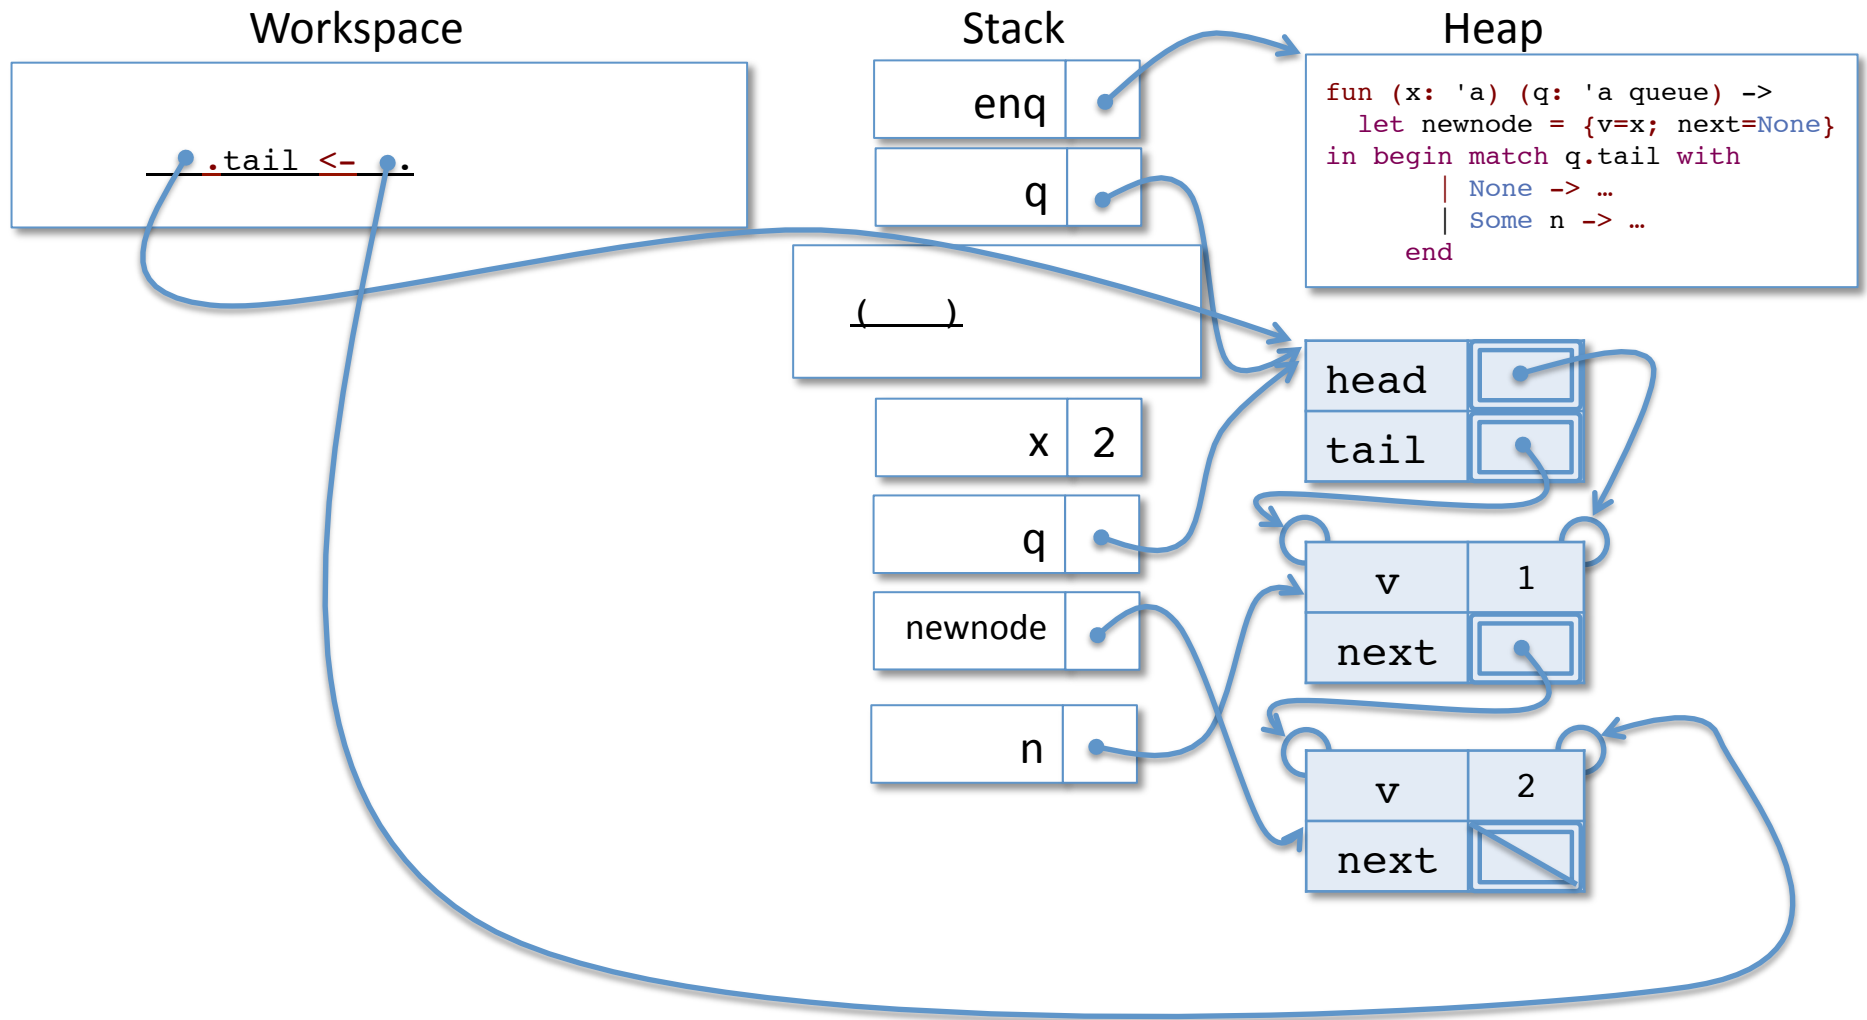 Workspace
Stack
Heap
.tail <- .
enq
q
( )
x 2
q
newnode
n
fun (x: 'a) (q: 'a queue) ->
let newnode = {v=x; next=None}
in begin match q.tail with
| None -> …
| Some n -> …
end
head
tail
v 1
next
v 2
next